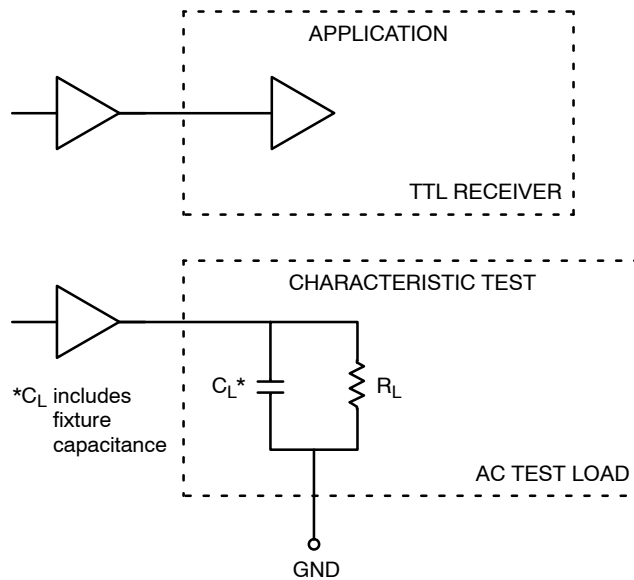 APPLICATION
TTL RECEIVER
CHARACTERISTIC TEST
*CL includes
fixture
capacitance
CL*
RL
AC TEST LOAD
GND